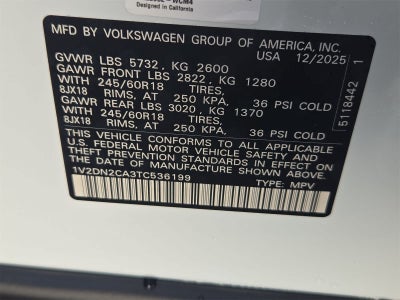 Designed in California
MFD BY VOLKSWAGEN GROUP OF AMERICA, INC.
USA 12/2025
GVWR LBS 5732, KG 2600
GAWR FRONT LBS 2822, KG 1280
WITH 245/60R18 TIRES,
8JX18 RIMS, AT 250 KPA, 36 PSI COLD
GAWR REAR LBS 3020, KG 1370
WITH 245/60R18 TIRES,
8JX18 RIMS, AT 250 KPA, 36 PSI COLD
THIS VEHICLE CONFORMS TO ALL APPLICABLE
U.S. FEDERAL MOTOR VEHICLE SAFETY AND
THEFT PREVENTION STANDARDS IN EFFECT ON
THE DATE OF MANUFACTURE SHOWN ABOVE.
1V2DN2CA3TC536199 TYPE: MPV
5118442 1